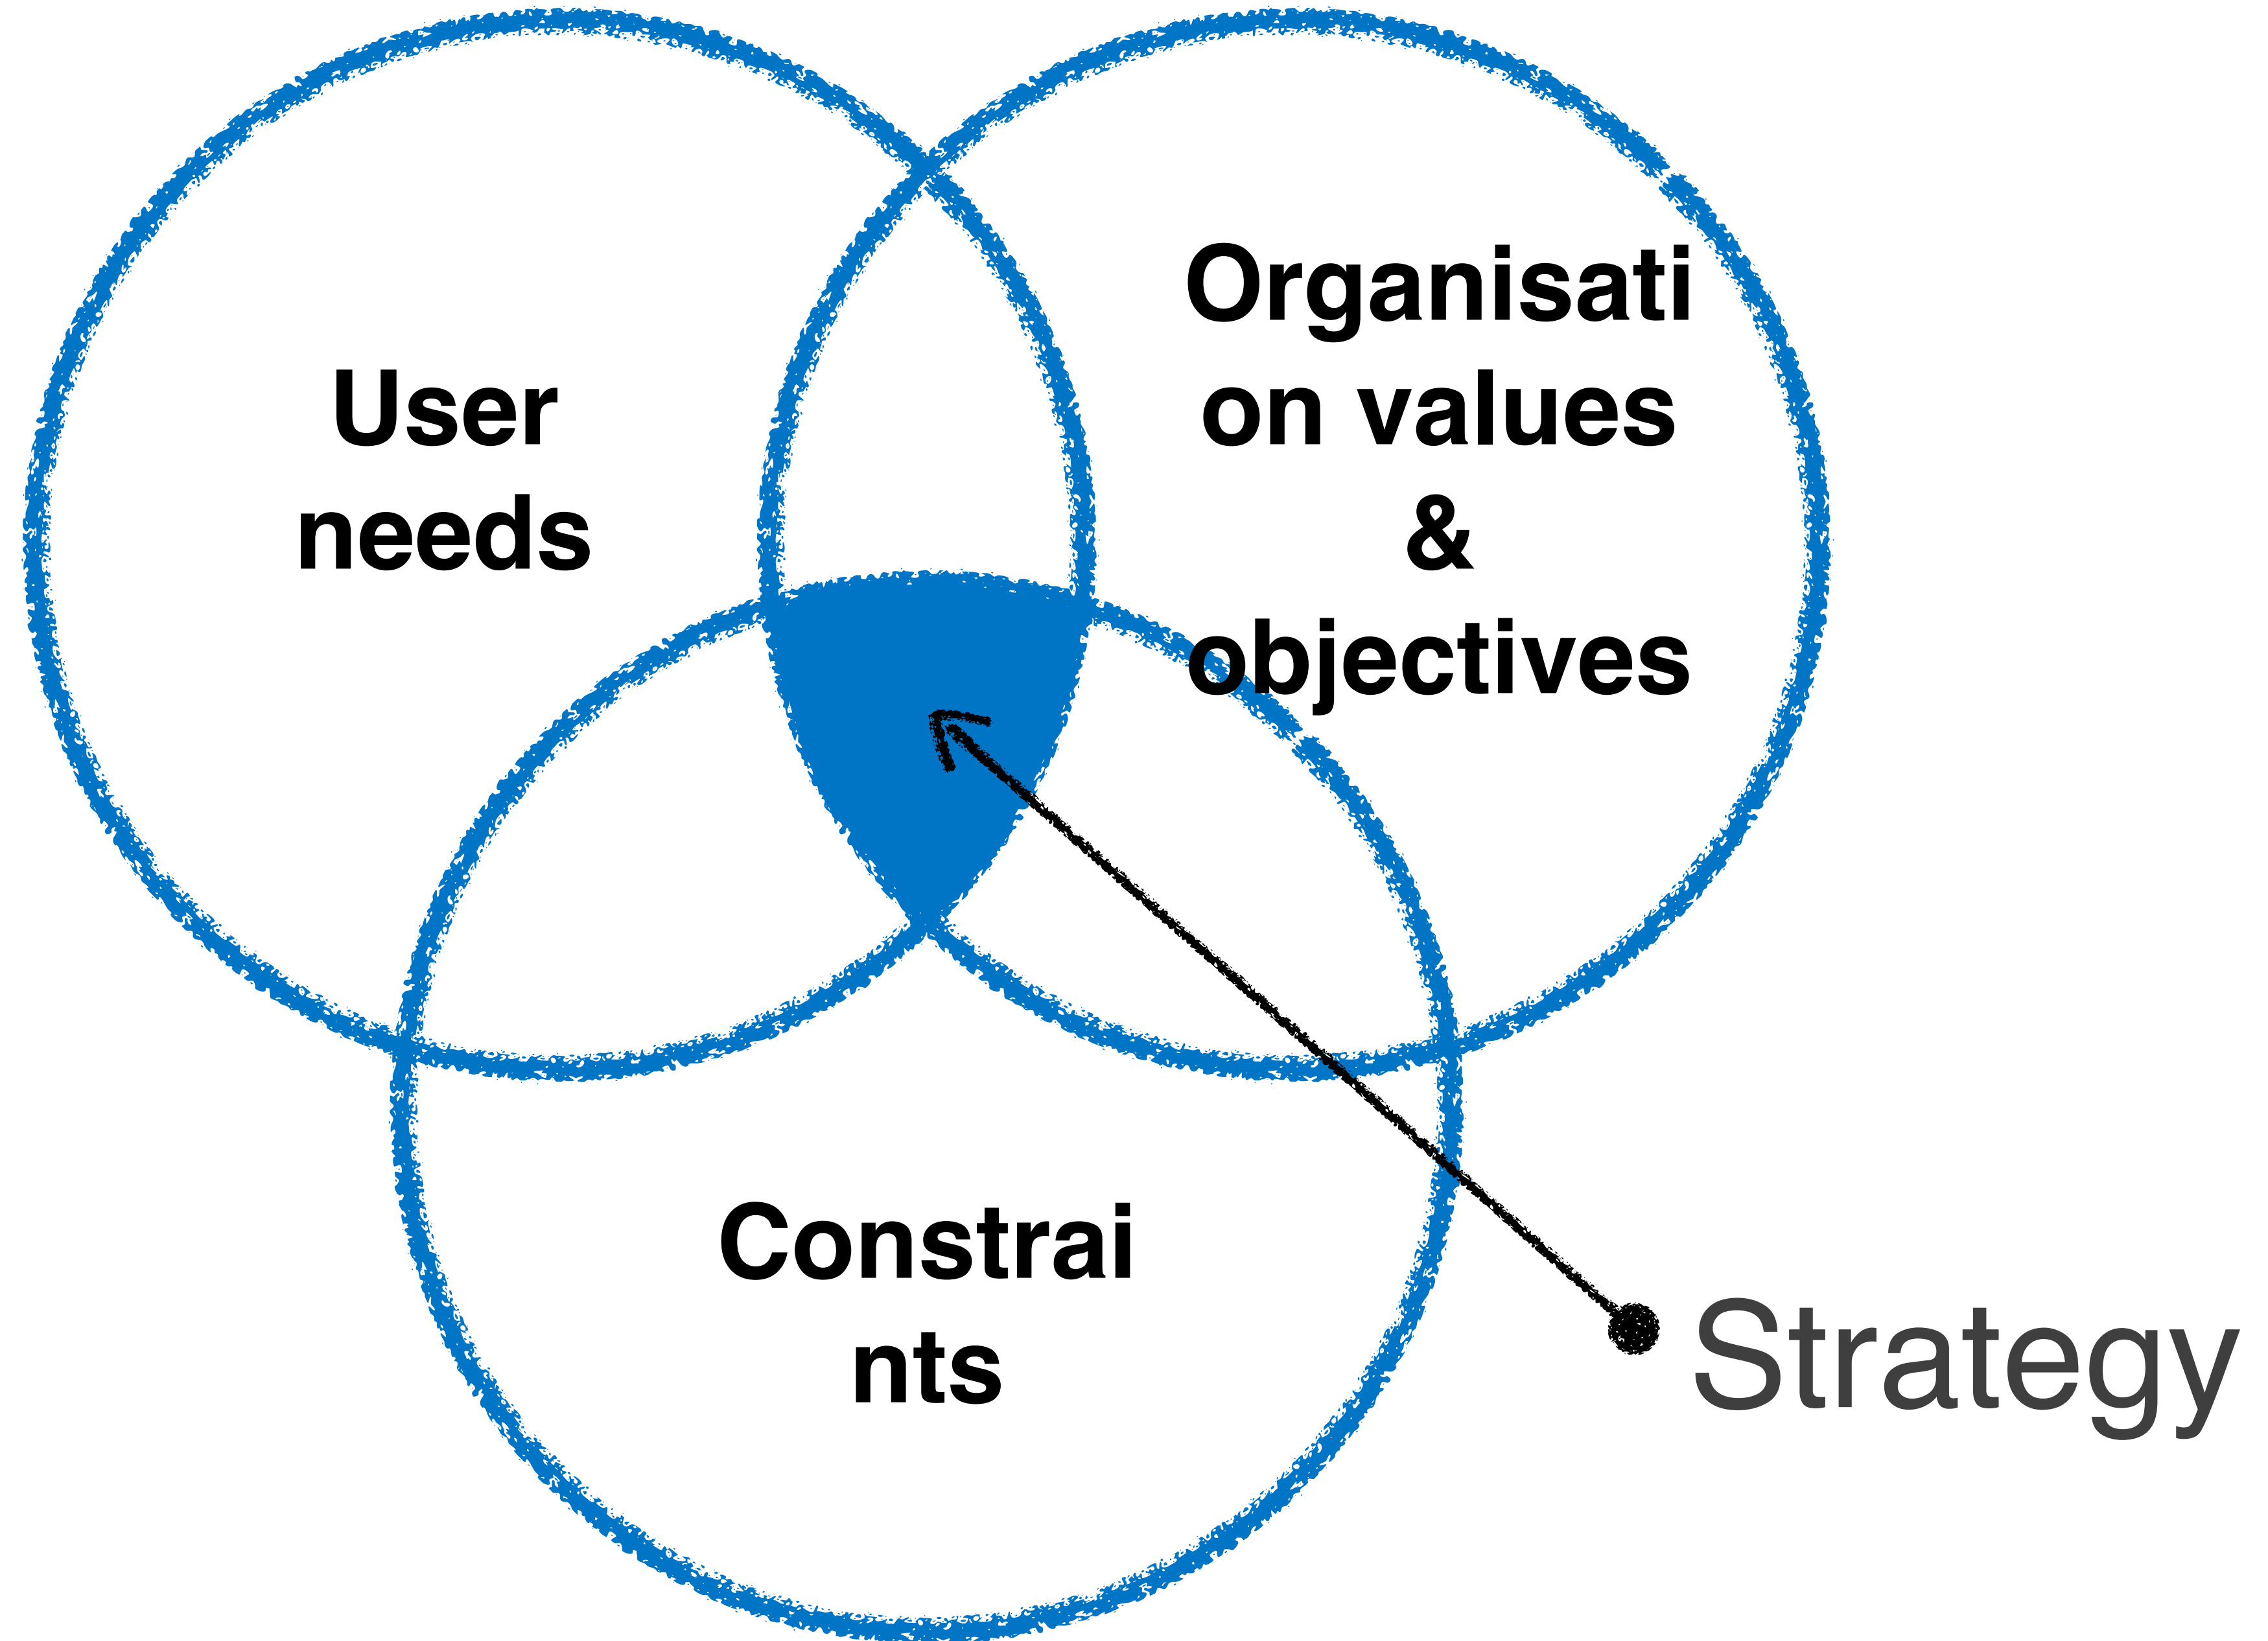 User
needs
Organisati
on values
&
objectives
Constrai
nts
Strategy